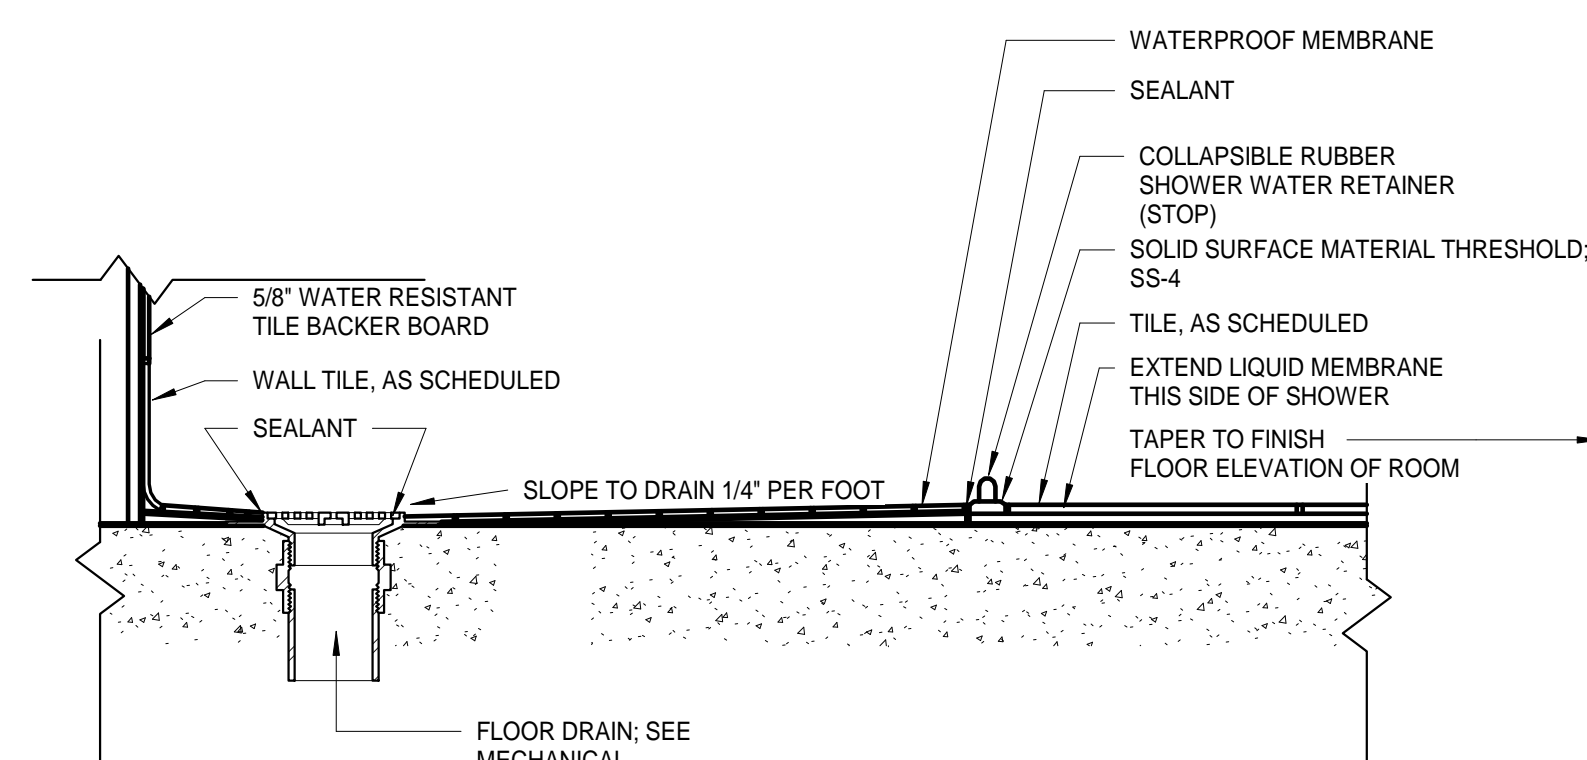 WATERPROOF MEMBRANE
SEALANT
COLLAPSIBLE RUBBER
SHOWER WATER RETAINER
(STOP)
SOLID SURFACE MATERIAL THRESHOLD;
SS-4
5/8" WATER RESISTANT
TILE BACKER BOARD
TILE, AS SCHEDULED
EXTEND LIQUID MEMBRANE
THIS SIDE OF SHOWER
WALL TILE, AS SCHEDULED
SEALANT
TAPER TO FINISH
FLOOR ELEVATION OF ROOM
SLOPE TO DRAIN 1/4" PER FOOT
FLOOR DRAIN; SEE
MECHANICAL